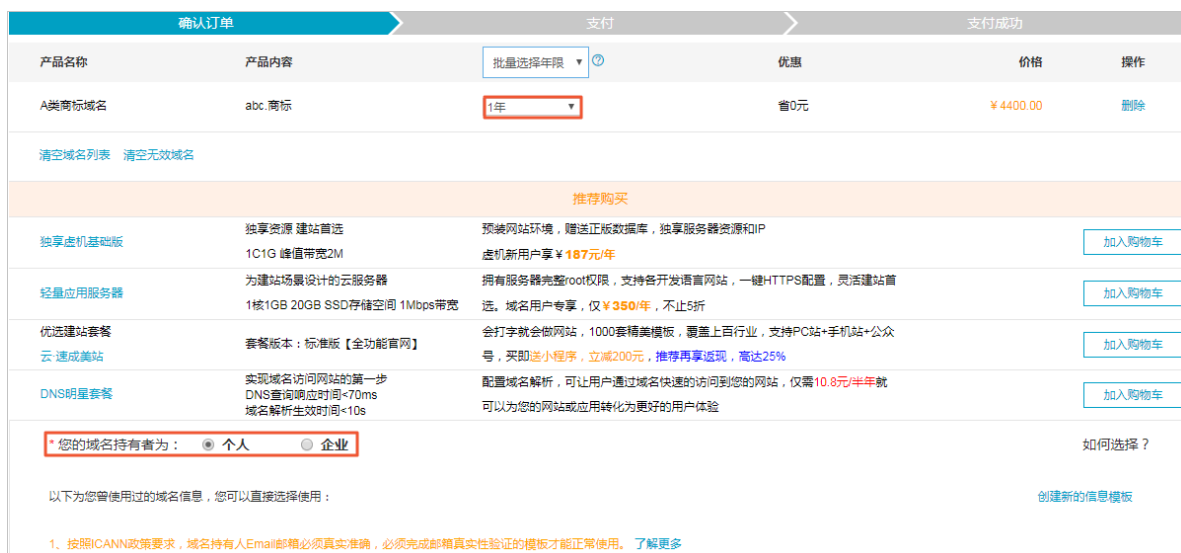 确认订单 支付 支付成功
产品名称 产品内容 批量选择年限 优惠 价格 操作
A类商标域名 abc.商标 1年 省0元 ¥4400.00 删除
清空域名列表 清空无效域名
推荐购买
独享虚机基础版
独享资源 建站首选
1C1G 峰值带宽2M
预装网站环境，赠送正版数据库，独享服务器资源和IP
虚机新用户享¥187元/年
加入购物车
轻量应用服务器
为建站场景设计的云服务器
1核1GB 20GB SSD存储空间 1Mbps带宽
拥有服务器完整root权限，支持各开发语言网站，一键HTTPS配置，灵活建站首
选。域名用户专享，仅¥350/年，不止5折
加入购物车
优选建站套餐
云·速成美站
套餐版本：标准版【全功能官网】
会打字就会做网站，1000套精美模板，覆盖上百行业，支持PC站+手机站+公众
号，买即送小程序，立减200元，推荐再享返现，高达25%
加入购物车
DNS明星套餐
实现域名访问网站的第一步
DNS查询响应时间<70ms
域名解析生效时间<10s
配置域名解析，可让用户通过域名快速的访问到您的网站，仅需10.8元/半年就
可以为您的网站或应用转化为更好的用户体验
加入购物车
* 您的域名持有者为： 个人 企业 如何选择？
以下为您曾使用过的域名信息，您可以直接选择使用： 创建新的信息模板
1、按照ICANN政策要求，域名持有人Email邮箱必须真实准确，必须完成邮箱真实性验证的模板才能正常使用。 了解更多